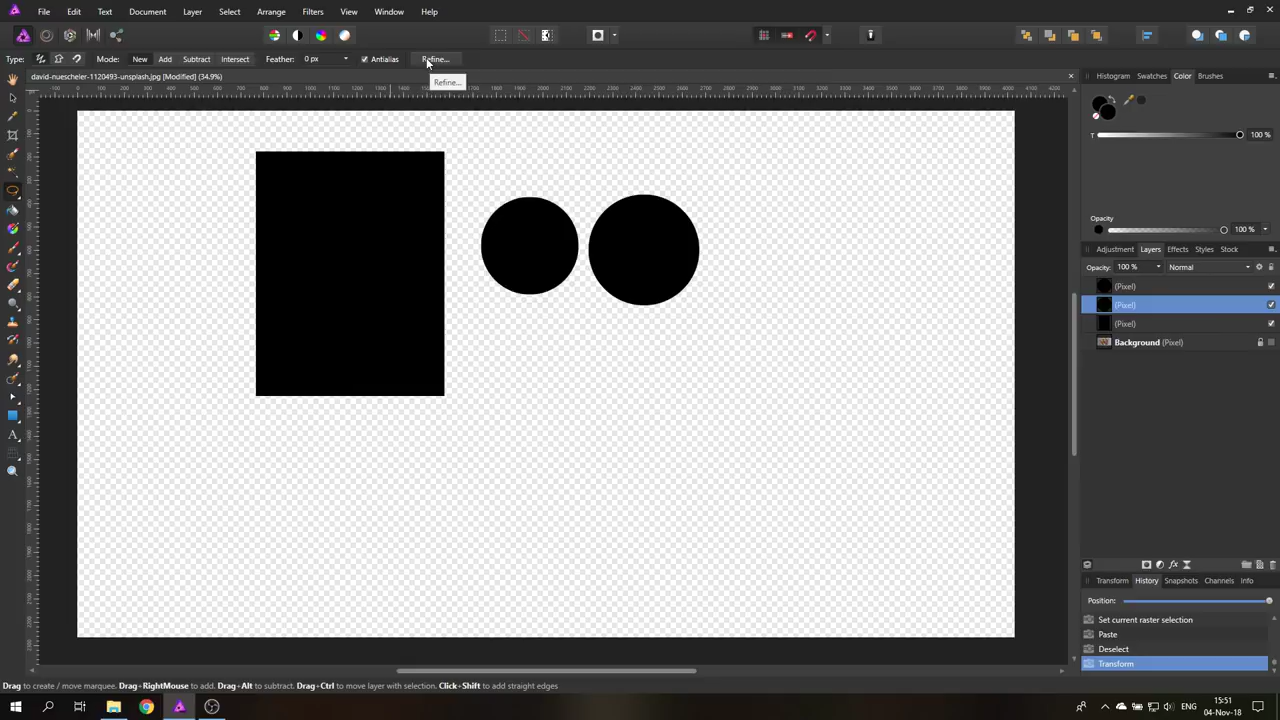 File Edit Text Document Layer Select Arrange Filters View Window Help
Type: Mode: New Add Subtract Intersect Feather: 0 px Antialias Refine...
david-nuescheler-1120493-unsplash.jpg [Modified] (34.9%)
Refine...
Histogram Swatches Color Brushes
100 %
Opacity
100 %
Adjustment Layers Effects Styles Stock
Opacity: 100 % Normal
(Pixel)
(Pixel)
(Pixel)
Background (Pixel)
Transform History Snapshots Channels Info
Position:
Set current raster selection
Paste
Deselect
Transform
Drag to create / move marquee. Drag+RightMouse to add. Drag+Alt to subtract. Drag+Ctrl to move layer with selection. Click+Shift to add straight edges
ENG
15:51
04-Nov-18